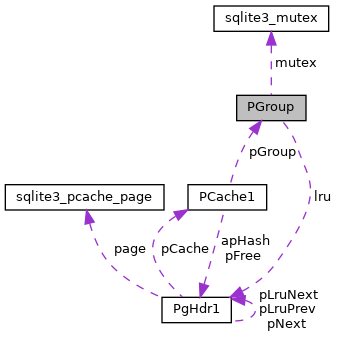 sqlite3_mutex
mutex
PGroup
pGroup
sqlite3_pcache_page
PCache1
lru
page
pCache
apHash
pFree
pLruNext
pLruPrev
pNext
PgHdr1